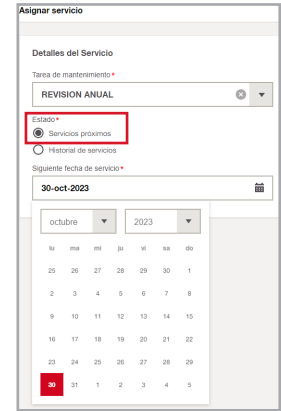 Asignar servicio
Detalles del Servicio
Tarea de mantenimiento *
REVISION ANUAL
Estado *
Servicios próximos
Historial de servicios
Siguiente fecha de servicio *
30-oct-2023
octubre 2023
lu ma mi ju vi sa do
25 26 27 28 29 30 1
2 3 4 5 6 7 8
9 10 11 12 13 14 15
16 17 18 19 20 21 22
23 24 25 26 27 28 29
30 31 1 2 3 4 5